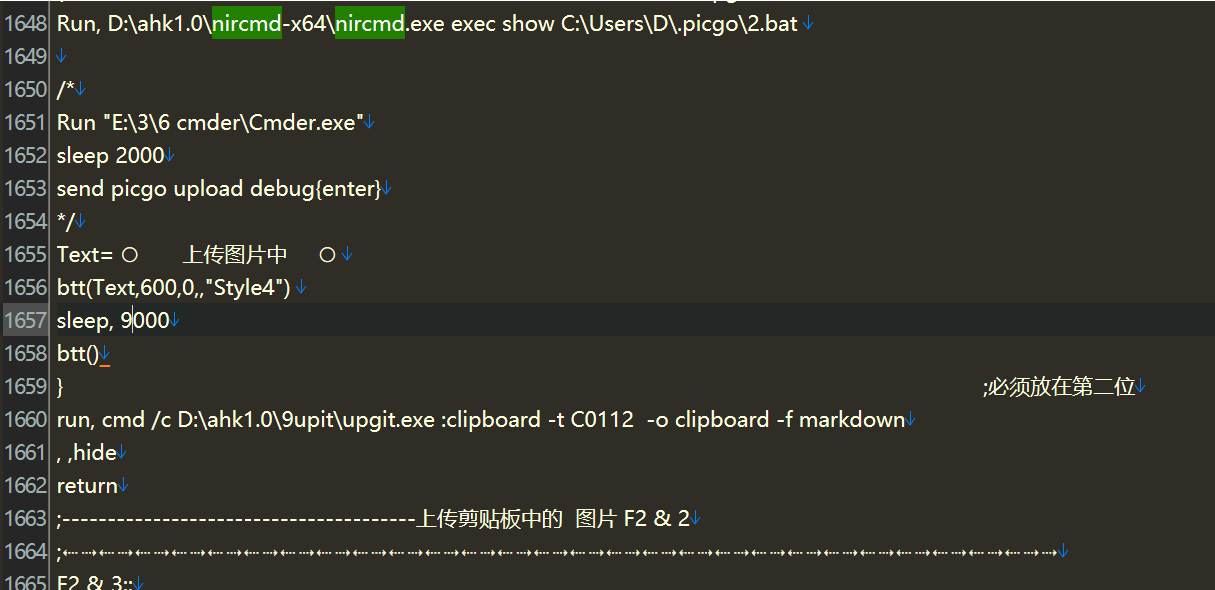 1648 Run, D:\ahk1.0\nircmd-x64\nircmd.exe exec show C:\Users\D\.picgo\2.bat ↓
1649 ↓
1650 /*↓
1651 Run "E:\3\6 cmder\Cmder.exe"↓
1652 sleep 2000↓
1653 send picgo upload debug{enter}↓
1654 */↓
1655 Text= ○ 上传图片中 ○ ↓
1656 btt(Text,600,0,,"Style4") ↓
1657 sleep, 9000↓
1658 btt()↓
1659 } ;必须放在第二位↓
1660 run, cmd /c D:\ahk1.0\9upit\upgit.exe :clipboard -t C0112  -o clipboard -f markdown↓
1661 , ,hide↓
1662 return↓
1663 ;---------------------------------------上传剪贴板中的  图片 F2 & 2↓
1664 ;←→←→←→←→←→←→←→←→←→←→←→←→←→←→←→←→←→←→←→←→←→←→←→←→←→←→←→↓
1665 F2 & 3::↓